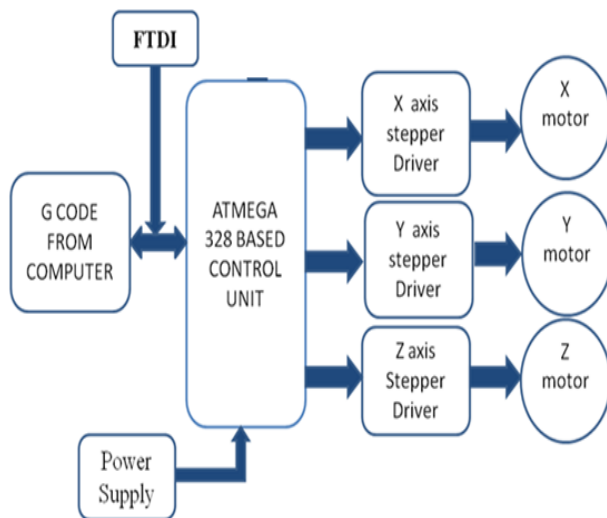 FTDI
G CODE
FROM
COMPUTER
ATMEGA
328 BASED
CONTROL
UNIT
X axis
stepper
Driver
X
motor
Y axis
stepper
Driver
Y
motor
Z axis
Stepper
Driver
Z
motor
Power
Supply